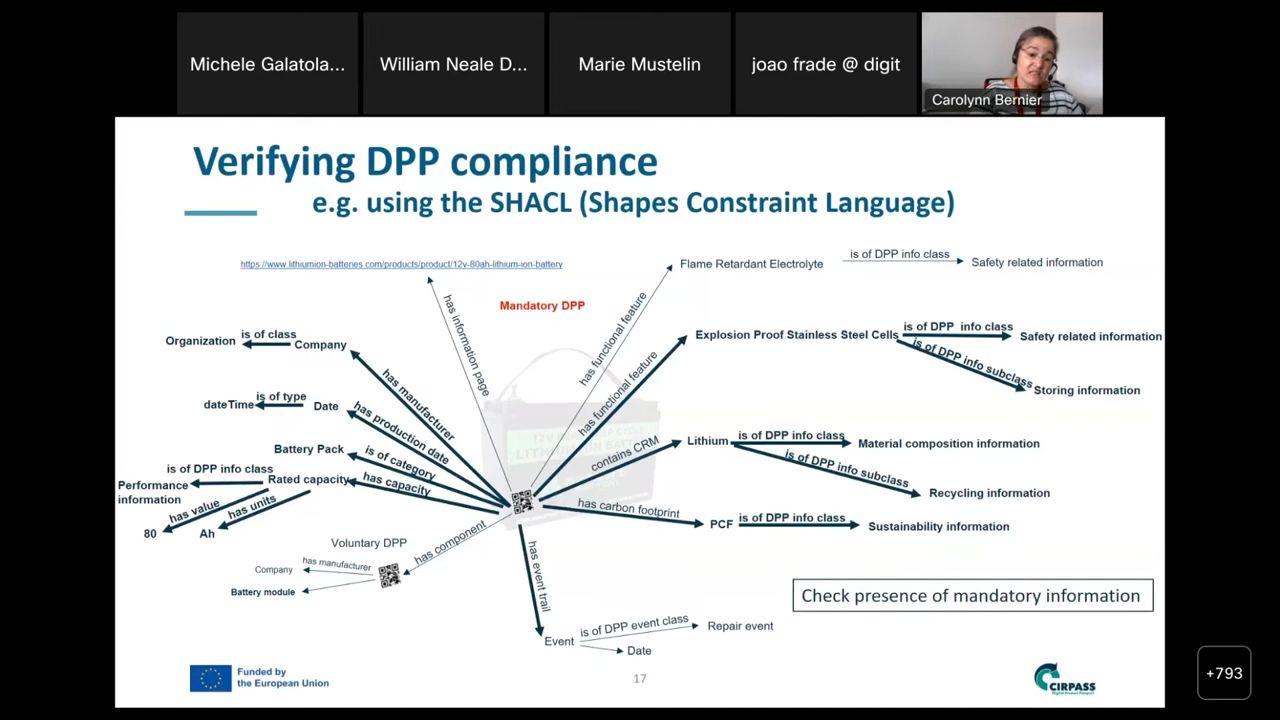 Michele Galatola...
William Neale D...
Marie Mustelin
joao frade @ digit
Carolynn Bernier
Verifying DPP compliance
e.g. using the SHACL (Shapes Constraint Language)
https://www.lithiumion-batteries.com/products/product/12v-80ah-lithium-ion-battery
Mandatory DPP
has information page
has functional feature
Flame Retardant Electrolyte
is of DPP info class
Safety related information
has functional feature
Explosion Proof Stainless Steel Cells
is of DPP info class
Safety related information
is of DPP info subclass
Storing information
Organization
is of class
Company
has manufacturer
dateTime
is of type
Date
has production date
Battery Pack
is of category
is of DPP info class
Rated capacity
has capacity
Performance
information
has value
has units
80
Ah
contains CRM
Lithium
is of DPP info class
Material composition information
is of DPP info subclass
Recycling information
has carbon footprint
PCF
is of DPP info class
Sustainability information
Voluntary DPP
has component
Company
has manufacturer
Battery module
has event trail
Event
is of DPP event class
Repair event
Date
Check presence of mandatory information
Funded by
the European Union
17
CIRPASS
Digital Product Passport
+793